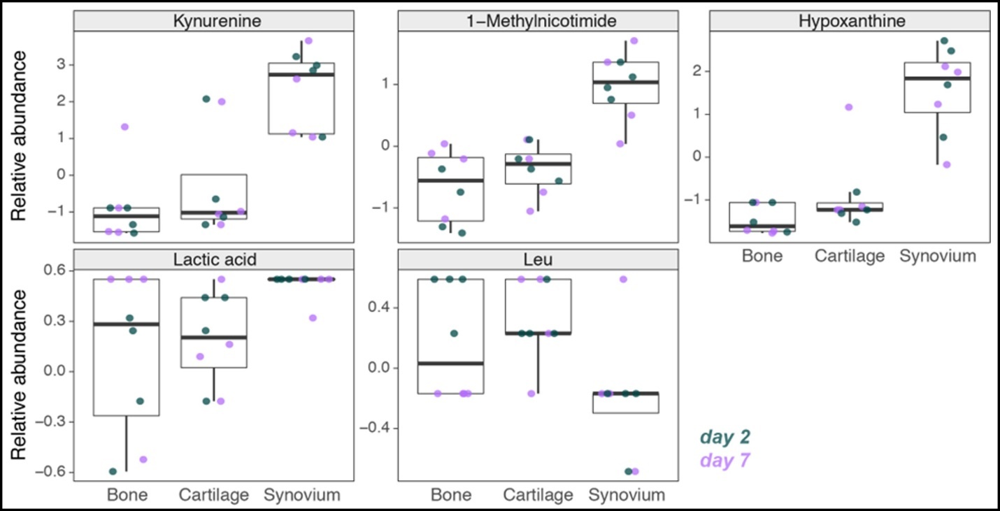 Kynurenine
1−Methylnicotimide
Hypoxanthine
Relative abundance
3
2
1
0
−1
1
0
−1
2
1
0
−1
Bone Cartilage Synovium
Lactic acid
Leu
Relative abundance
0.6
0.3
0.0
−0.3
−0.6
0.4
0.0
−0.4
day 2
day 7
Bone Cartilage Synovium
Bone Cartilage Synovium